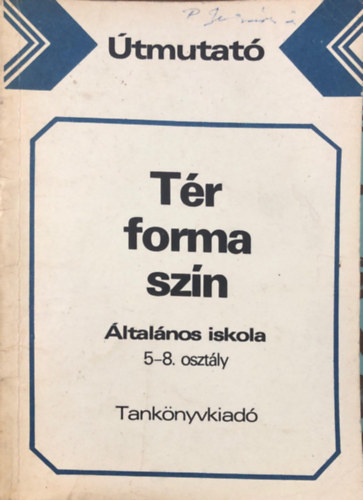 Útmutató
Tér
forma
szín
Általános iskola
5-8. osztály
Tankönyvkiadó